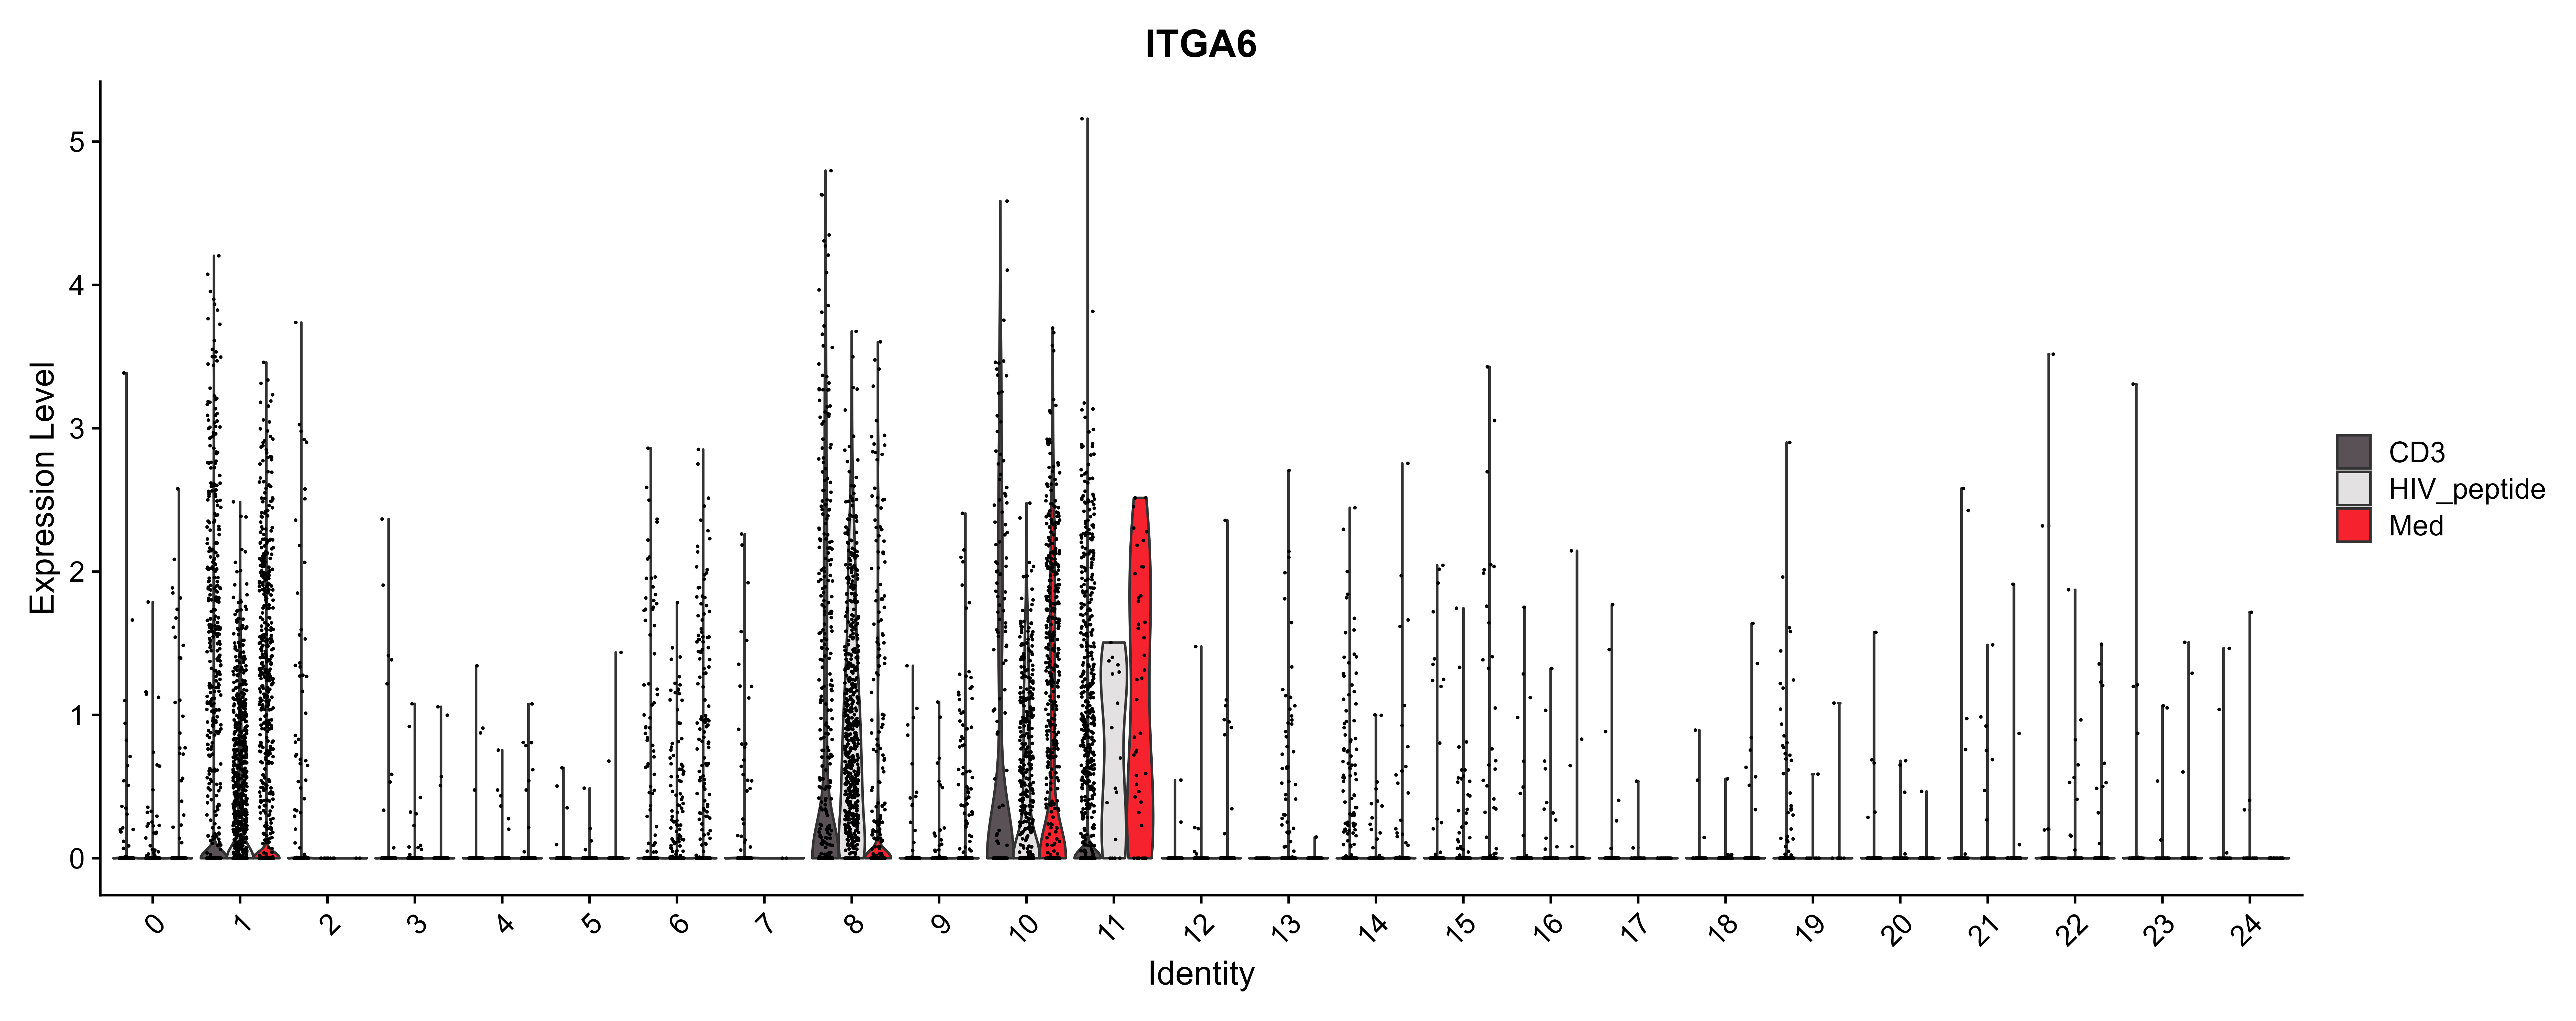 ITGA6
Expression Level
5
4
3
2
1
0
0 1 2 3 4 5 6 7 8 9 10 11 12 13 14 15 16 17 18 19 20 21 22 23 24
Identity
CD3
HIV_peptide
Med